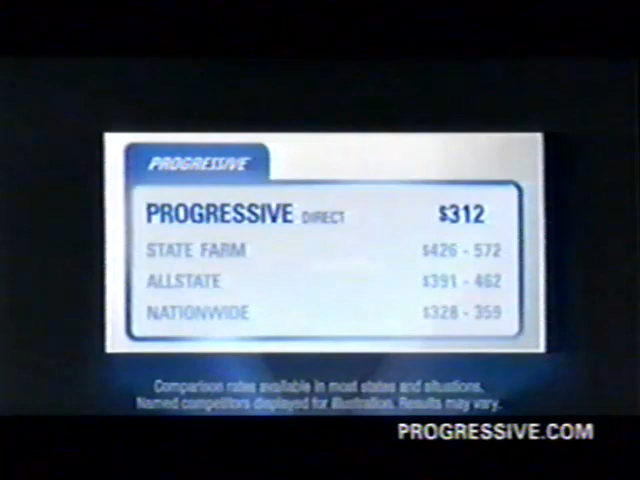 PROGRESSIVE
PROGRESSIVE DIRECT $312
STATE FARM $426 - 572
ALLSTATE $391 - 462
NATIONWIDE $328 - 359
Comparison rates available in most states and situations.
Named competitors displayed for illustration. Results may vary.
PROGRESSIVE.COM